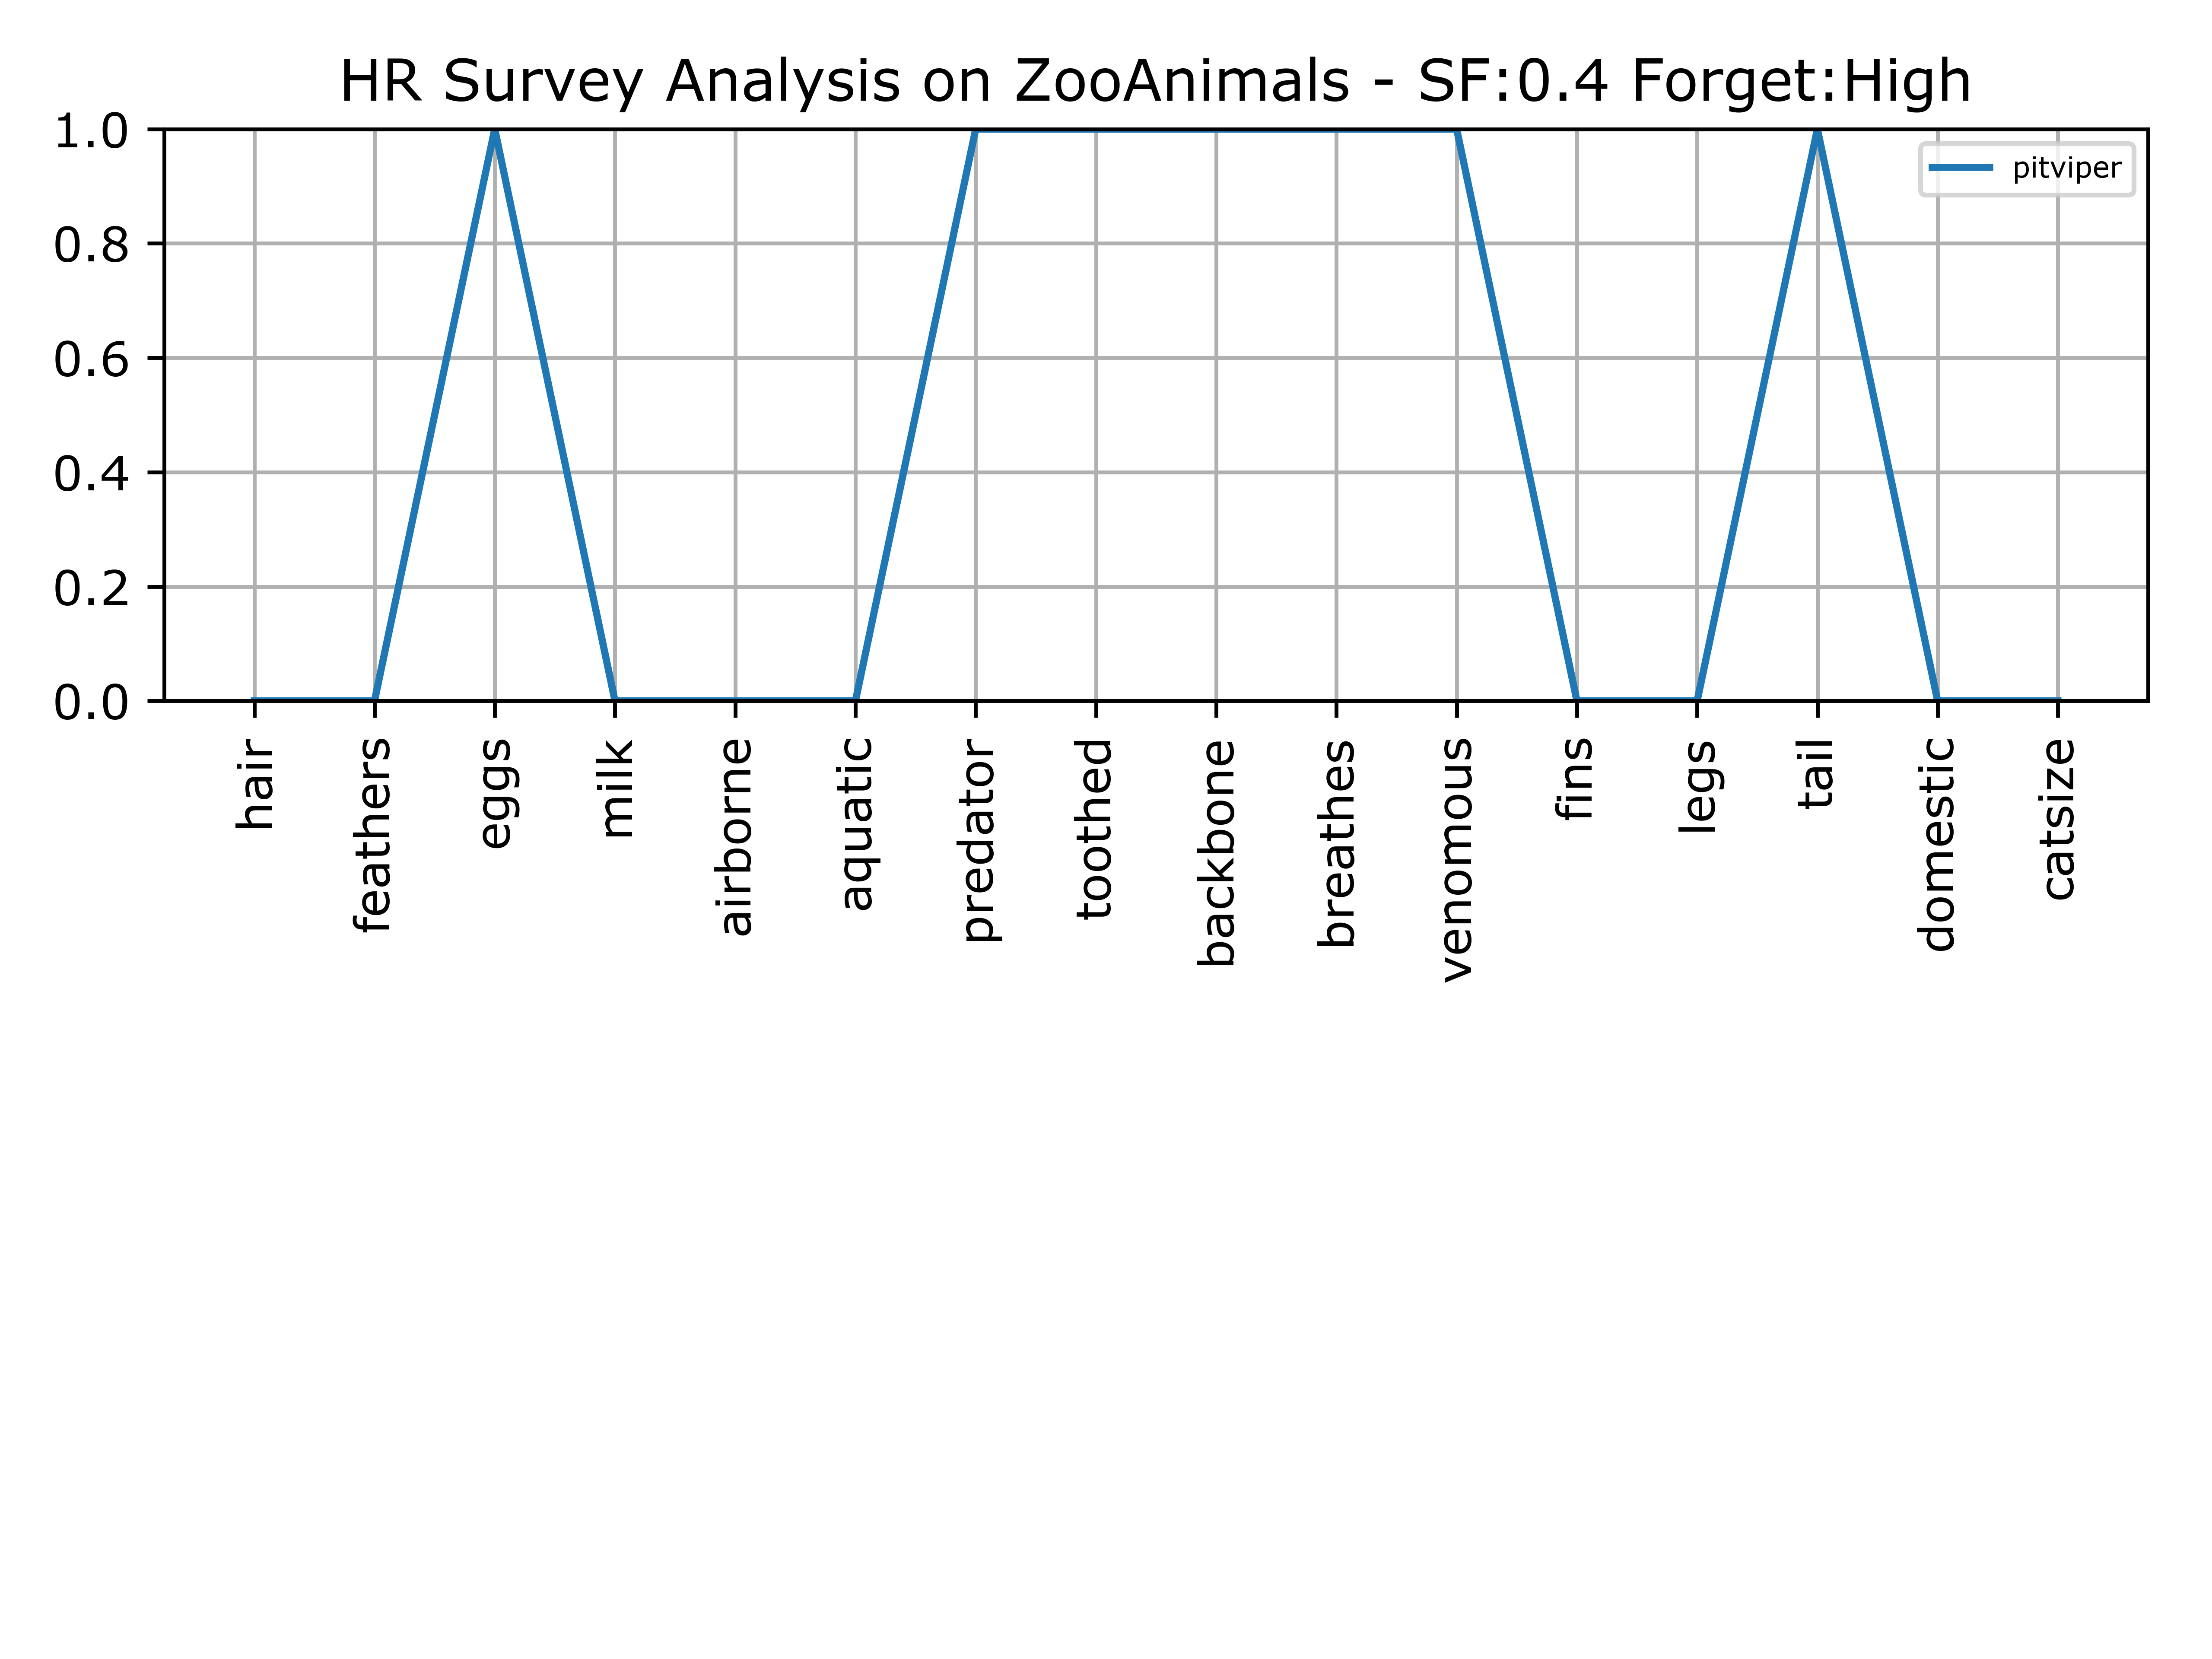 HR Survey Analysis on ZooAnimals - SF:0.4 Forget:High
1.0
0.8
0.6
0.4
0.2
0.0
pitviper
hair
feathers
eggs
milk
airborne
aquatic
predator
toothed
backbone
breathes
venomous
fins
legs
tail
domestic
catsize